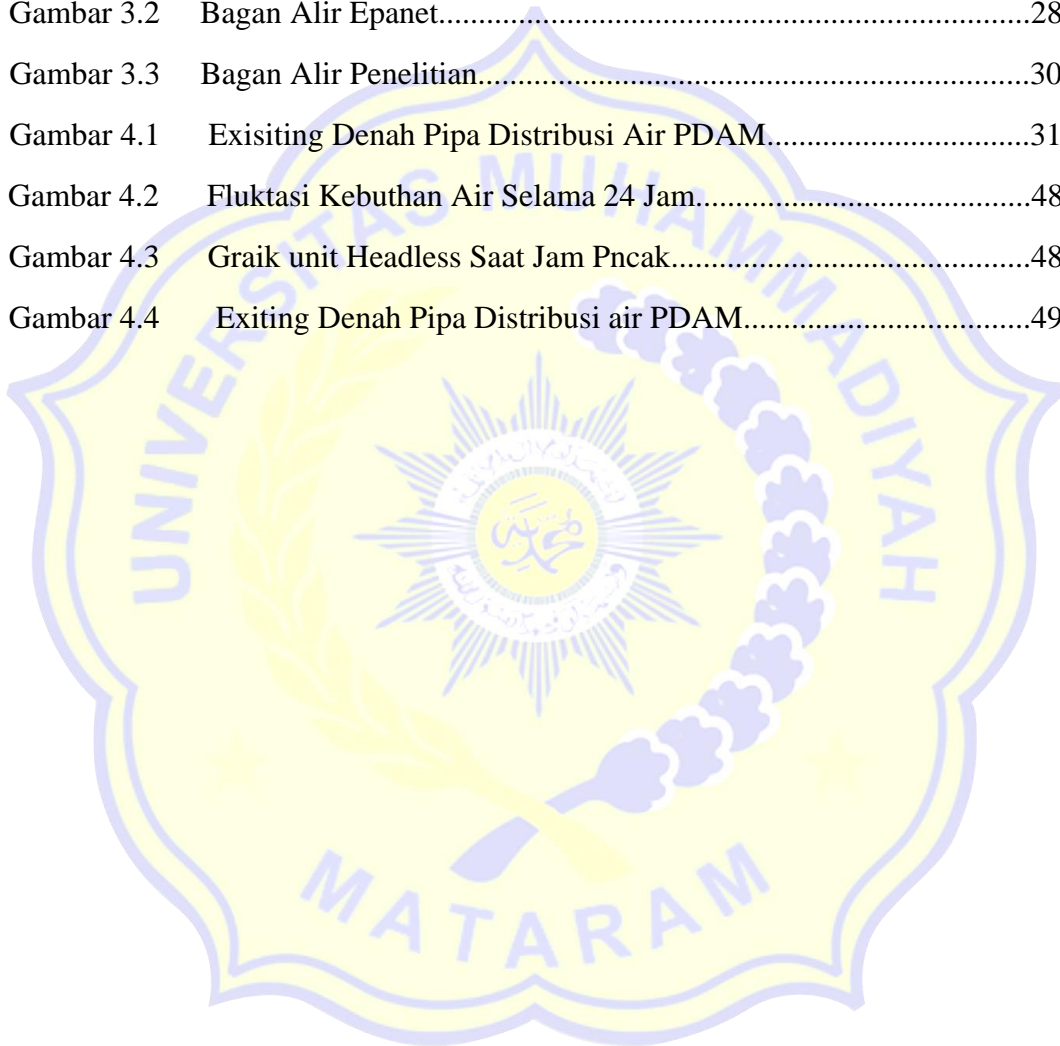 Gambar 3.2 Bagan Alir Epanet..............................................................................28
Gambar 3.3 Bagan Alir Penelitian.........................................................................30
Gambar 4.1 Exisiting Denah Pipa Distribusi Air PDAM.....................................31
Gambar 4.2 Fluktasi Kebuthan Air Selama 24 Jam..............................................48
Gambar 4.3 Graik unit Headless Saat Jam Pncak.................................................48
Gambar 4.4 Exiting Denah Pipa Distribusi air PDAM.........................................49
UNIVERSITAS MUHAMMADIYAH
MATARAM